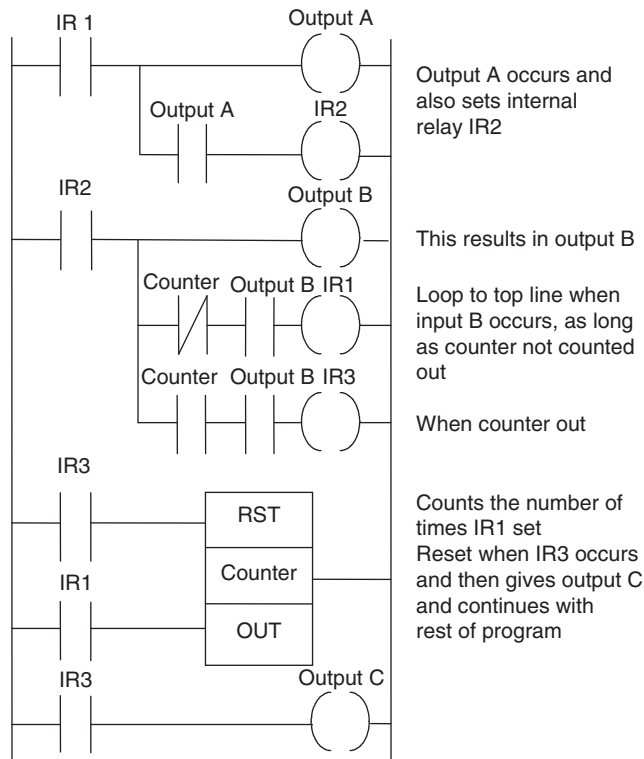 IR 1
Output A
Output A
IR2
Output A occurs and
also sets internal
relay IR2
IR2
Output B
This results in output B
Counter
Output B
IR1
Loop to top line when
input B occurs, as long
as counter not counted
out
Counter
Output B
IR3
When counter out
IR3
RST
Counter
IR1
OUT
Counts the number of
times IR1 set
Reset when IR3 occurs
and then gives output C
and continues with
rest of program
IR3
Output C